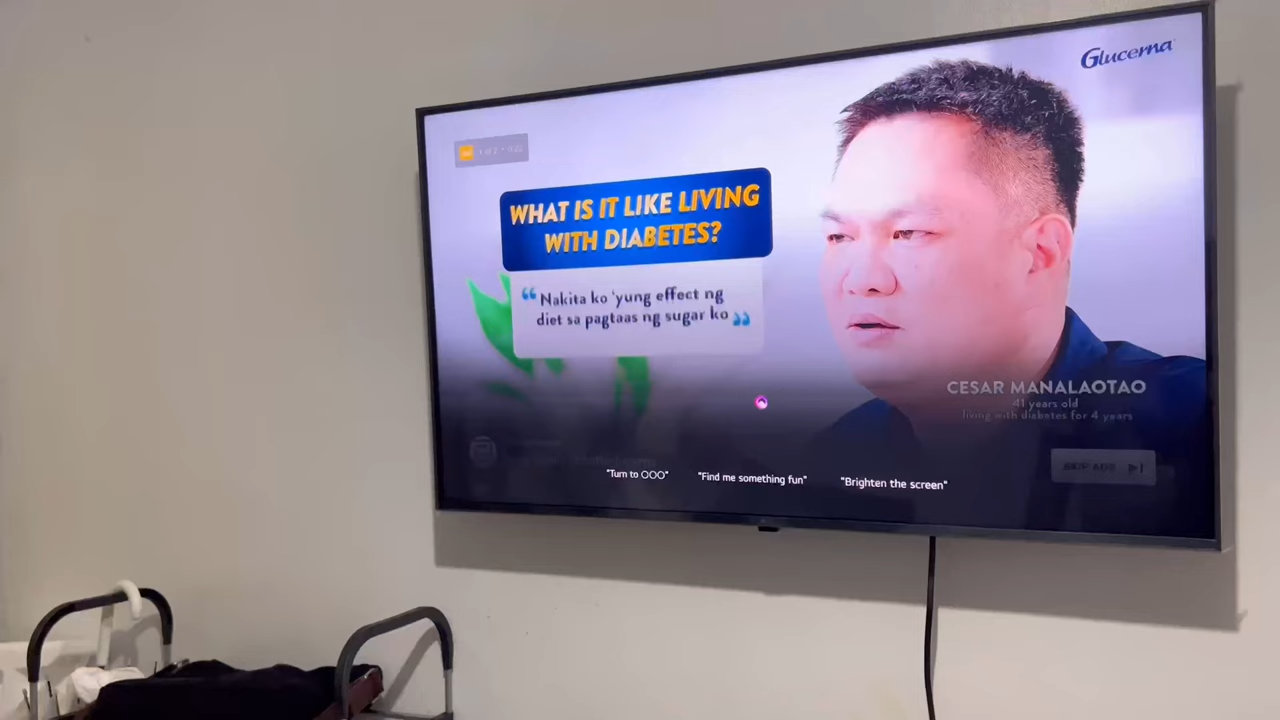 Glucerna
WHAT IS IT LIKE LIVING
WITH DIABETES?
“Nakita ko 'yung effect ng
diet sa pagtaas ng sugar ko”
CESAR MANALAOTAO
41 years old
living with diabetes for 4 years
SKIP ADS
"Turn to OOO"
"Find me something fun"
"Brighten the screen"